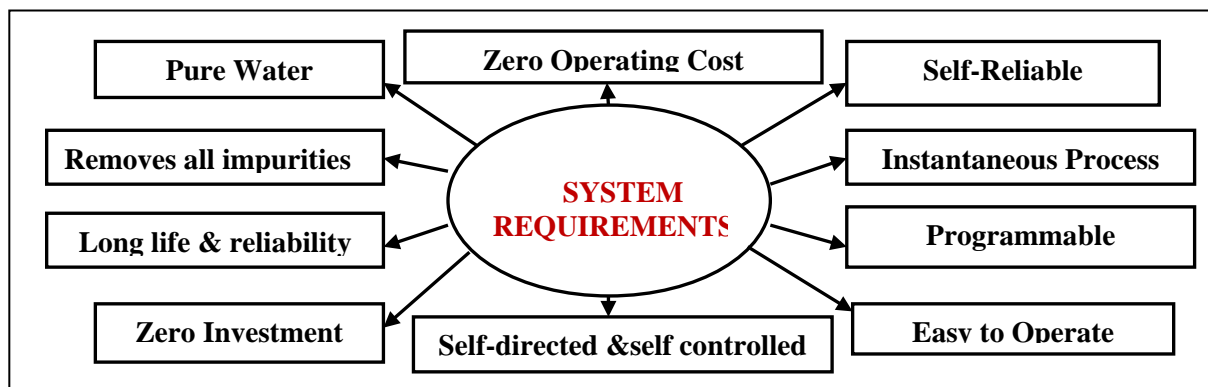 Pure Water
Zero Operating Cost
Self-Reliable
Removes all impurities
Instantaneous Process
SYSTEM
REQUIREMENTS
Long life & reliability
Programmable
Zero Investment
Self-directed &self controlled
Easy to Operate